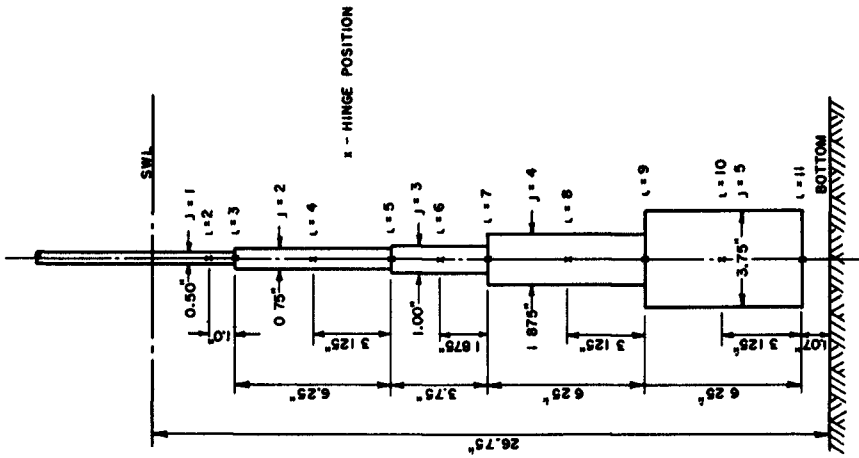 SWL
x - HINGE POSITION
j = 1
0.50"
ι = 2
ι = 3
1.0"
j = 2
0 75"
ι = 4
3 125"
6.25"
ι = 5
j = 3
1.00"
ι = 6
1 875"
3.75"
ι = 7
j = 4
1 875"
ι = 8
3 125"
6 25"
ι = 9
ι = 10
j = 5
3.75"
3 125"
6 25"
ι = 11
1.07"
BOTTOM
26.75"